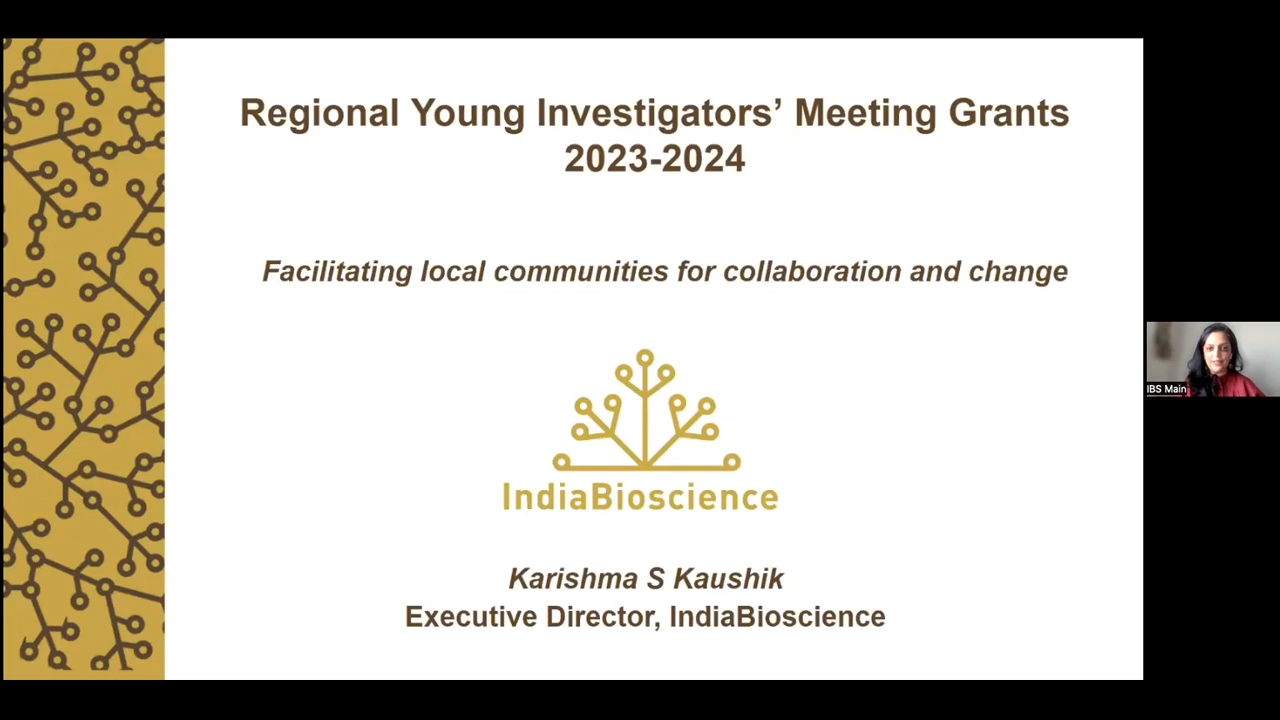 Regional Young Investigators’ Meeting Grants
2023-2024
Facilitating local communities for collaboration and change
IndiaBioscience
Karishma S Kaushik
Executive Director, IndiaBioscience
IBS Main